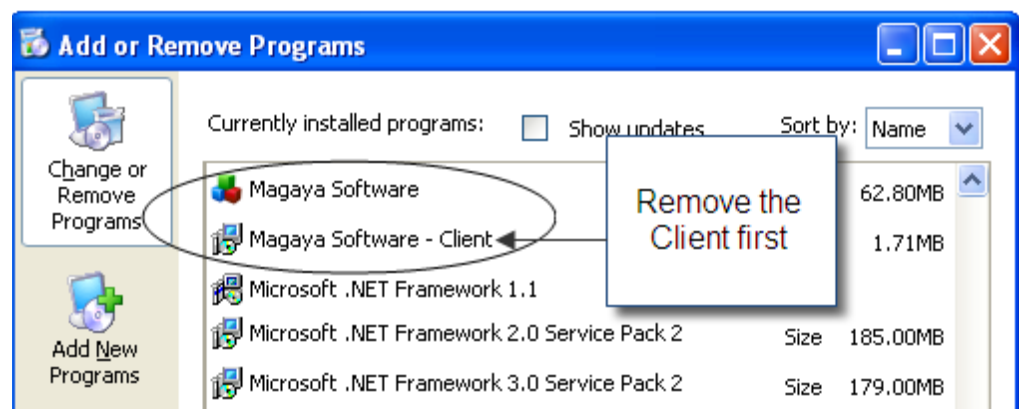 Add or Remove Programs
Change or
Remove
Programs
Currently installed programs:
Show updates
Sort by: Name
Magaya Software
62.80MB
Magaya Software - Client
1.71MB
Remove the
Client first
Microsoft .NET Framework 1.1
Microsoft .NET Framework 2.0 Service Pack 2
Size 185.00MB
Microsoft .NET Framework 3.0 Service Pack 2
Size 179.00MB
Add New
Programs